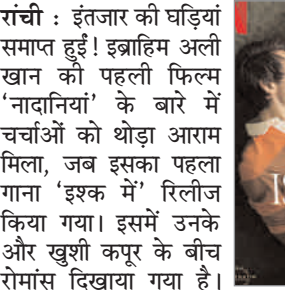 रांची : इंतजार की घड़ियां
समाप्त हुईं! इब्राहिम अली
खान की पहली फिल्म
‘नादानियां’ के बारे में
चर्चाओं को थोड़ा आराम
मिला, जब इसका पहला
गाना ‘इश्क में’ रिलीज
किया गया। इसमें उनके
और खुशी कपूर के बीच
रोमांस दिखाया गया है।